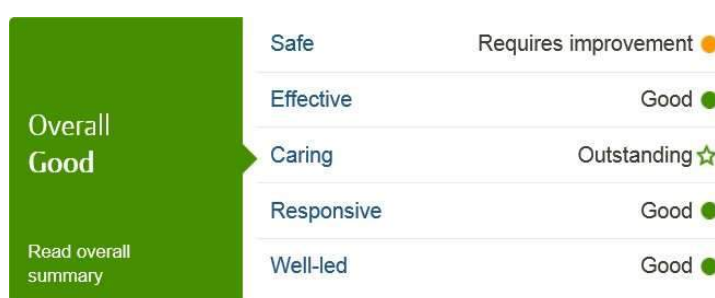 Overall
Good
Read overall
summary
Safe Requires improvement
Effective Good
Caring Outstanding
Responsive Good
Well-led Good